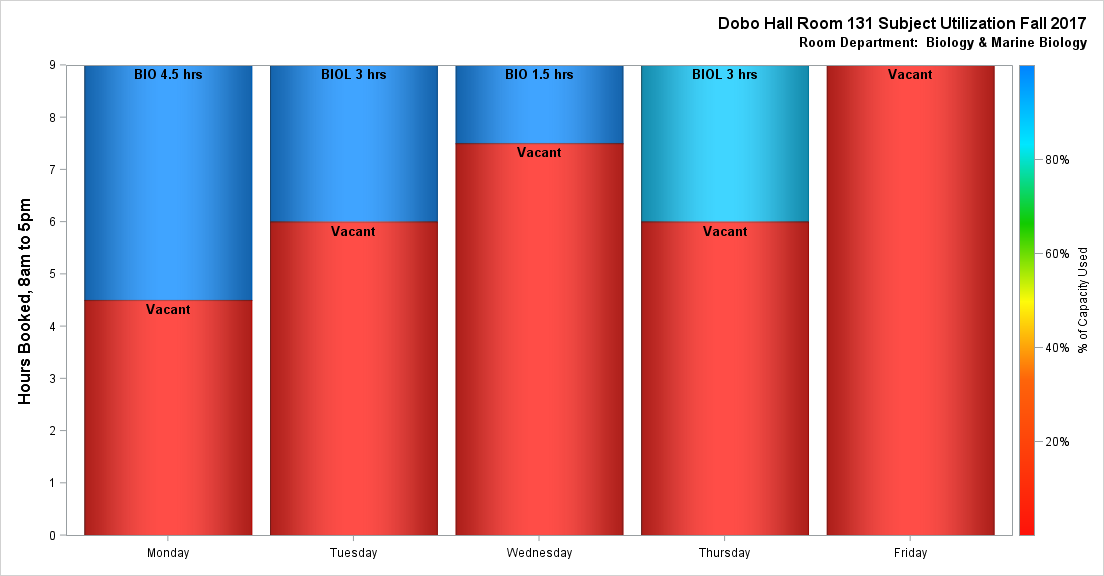 Dobo Hall Room 131 Subject Utilization Fall 2017
Room Department: Biology & Marine Biology
Hours Booked, 8am to 5pm
9
8
7
6
5
4
3
2
1
0
BIO 4.5 hrs
Vacant
BIOL 3 hrs
Vacant
BIO 1.5 hrs
Vacant
BIOL 3 hrs
Vacant
Vacant
Monday
Tuesday
Wednesday
Thursday
Friday
80%
60%
40%
20%
% of Capacity Used